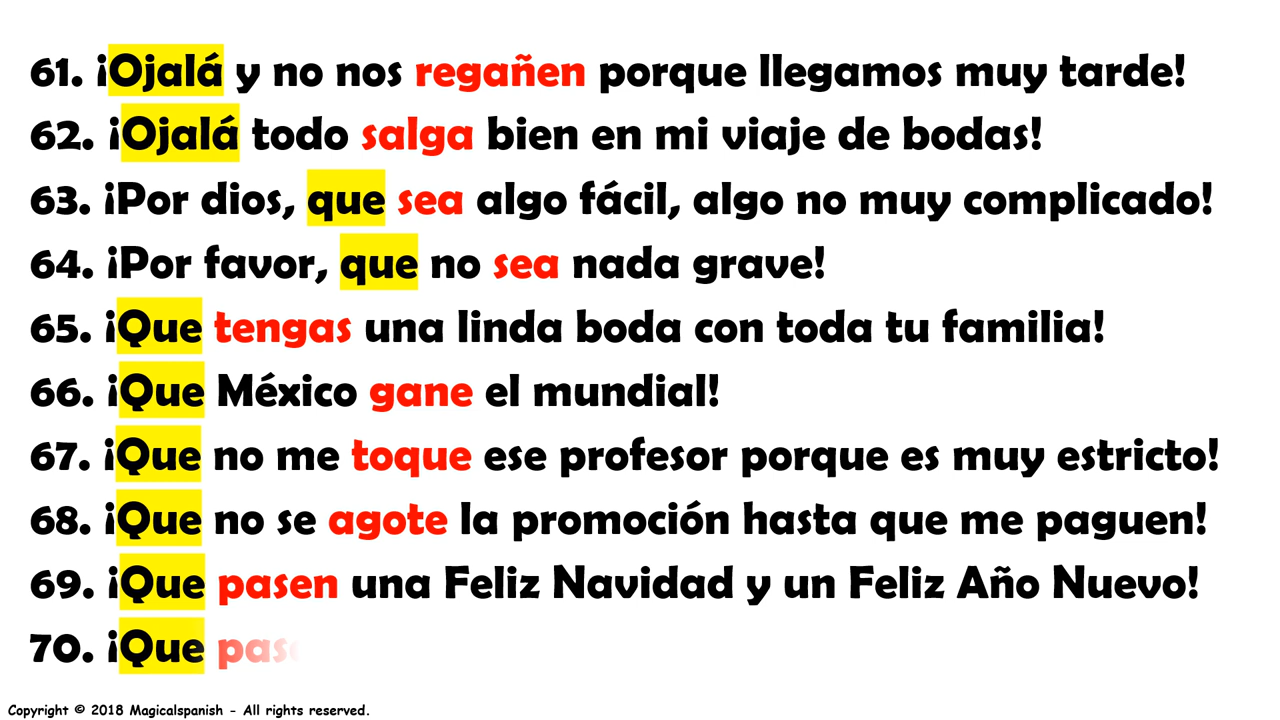 61. ¡Ojalá y no nos regañen porque llegamos muy tarde!
62. ¡Ojalá todo salga bien en mi viaje de bodas!
63. ¡Por dios, que sea algo fácil, algo no muy complicado!
64. ¡Por favor, que no sea nada grave!
65. ¡Que tengas una linda boda con toda tu familia!
66. ¡Que México gane el mundial!
67. ¡Que no me toque ese profesor porque es muy estricto!
68. ¡Que no se agote la promoción hasta que me paguen!
69. ¡Que pasen una Feliz Navidad y un Feliz Año Nuevo!
70. ¡Que
Copyright © 2018 Magicalspanish - All rights reserved.